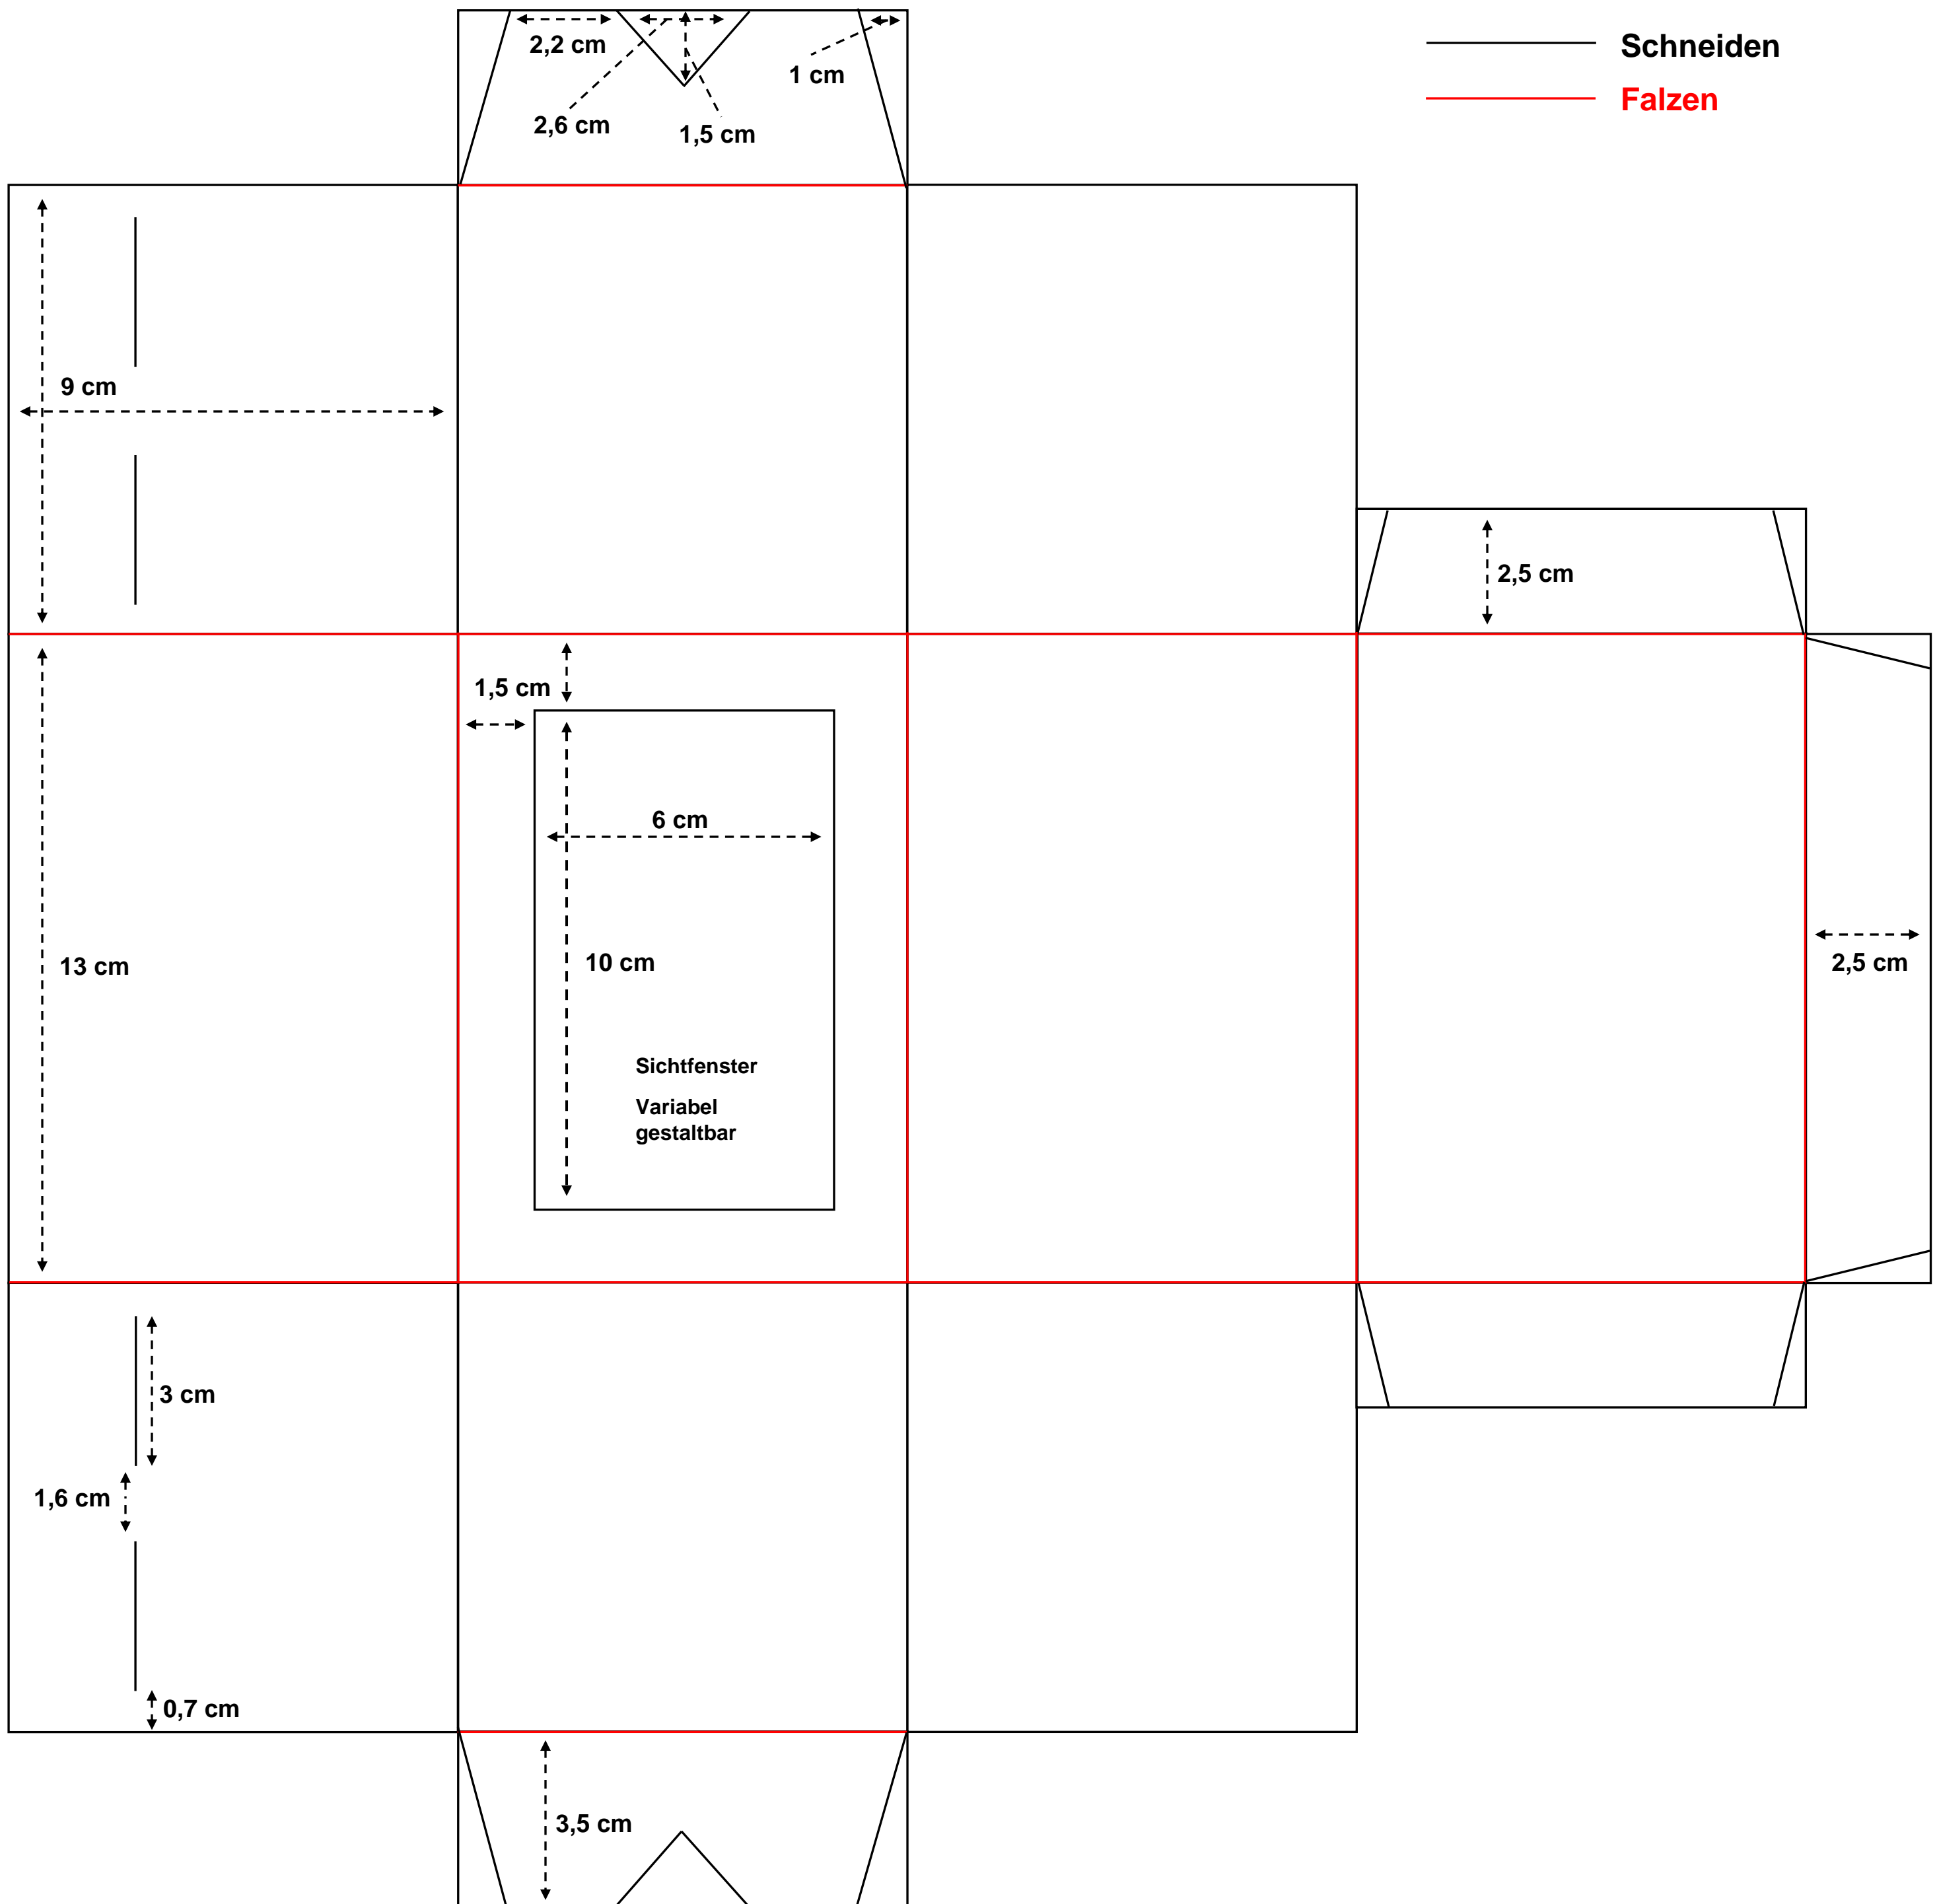 2,2 cm
1 cm
2,6 cm
1,5 cm
Schneiden
Falzen
9 cm
2,5 cm
1,5 cm
6 cm
13 cm
10 cm
2,5 cm
Sichtfenster
Variabel
gestaltbar
3 cm
1,6 cm
0,7 cm
3,5 cm